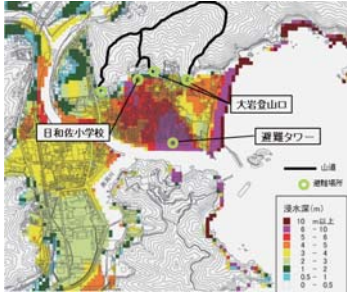 大岩登山口
日和佐小学校
避難タワー
山道
避難場所
浸水深(m)
10 m以上
6 - 10
5 - 6
4 - 5
3 - 4
2 - 3
1 - 2
0.5 - 1
0 - 0.5